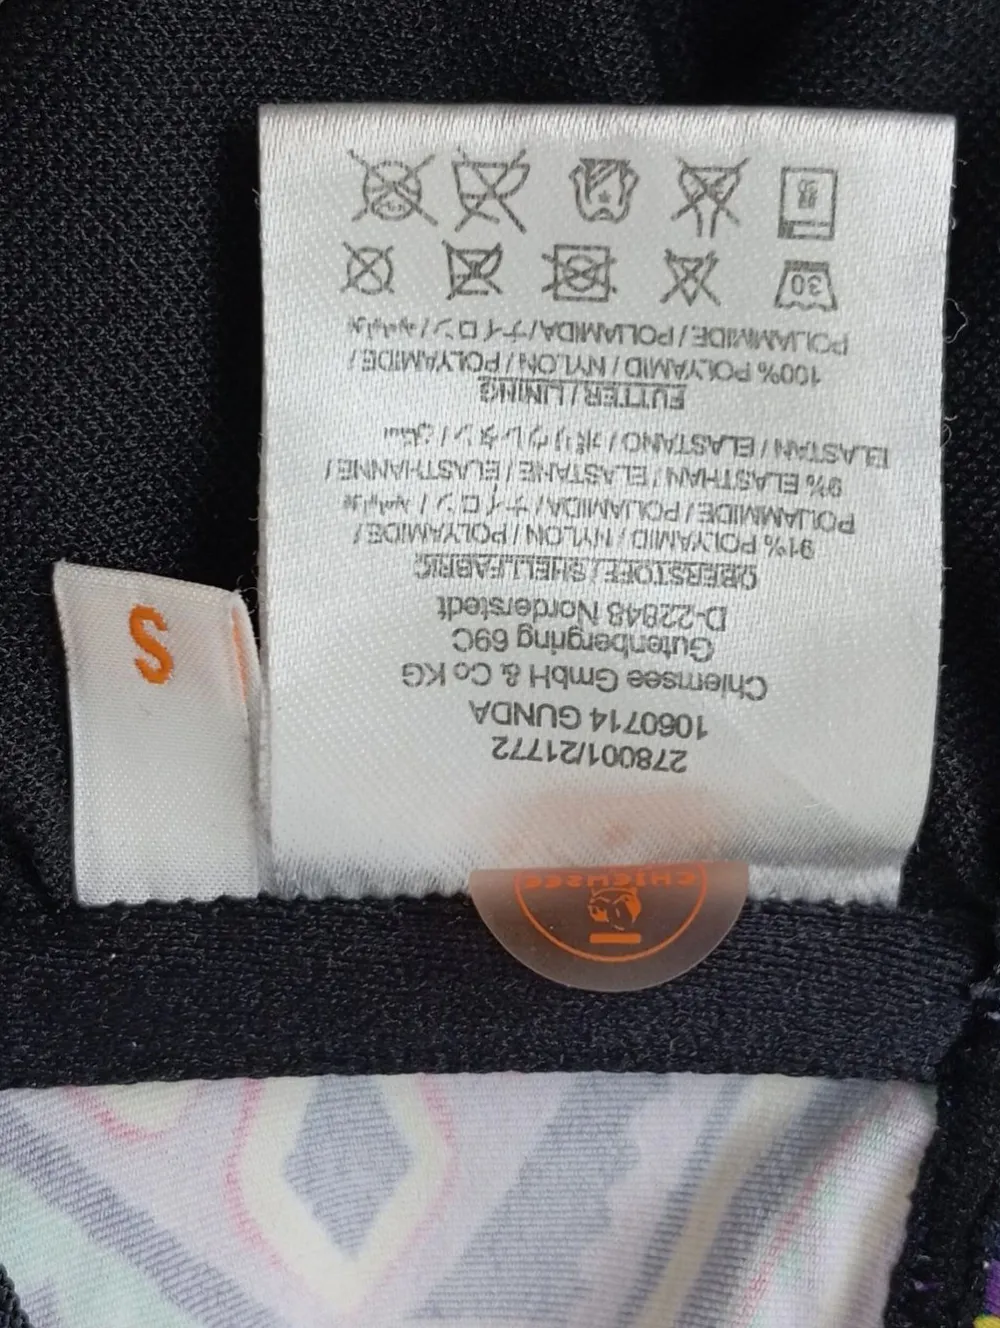 278001/21772
1060714 GUNDA
Chiemsee GmbH & Co KG
Gutenbergring 69C
D-22848 Norderstedt
OBERSTOFF / SHELLFABRIC
91% POLYAMID / NYLON / POLYAMIDE /
POLIAMMIDE / POLIAMIDA / ナイロン /
9% ELASTHAN / ELASTANE / ELASTHANNE /
ELASTAN / ELASTANO / ポリウレタン /
FUTTER / LINING
100% POLYAMID / NYLON / POLYAMIDE /
POLIAMMIDE / POLIAMIDA / ナイロン /
30
S
CHIEMSEE